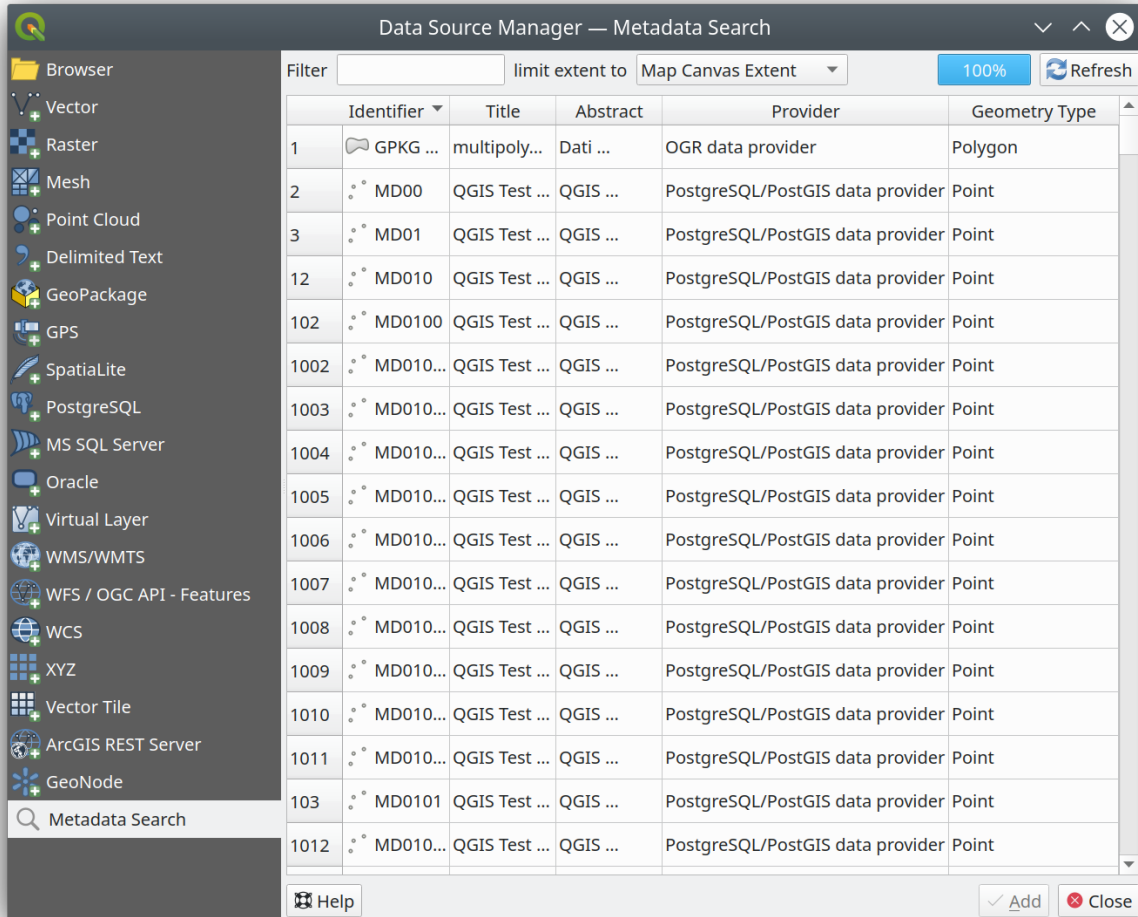 Data Source Manager — Metadata Search
Browser
Vector
Raster
Mesh
Point Cloud
Delimited Text
GeoPackage
GPS
SpatiaLite
PostgreSQL
MS SQL Server
Oracle
Virtual Layer
WMS/WMTS
WFS / OGC API - Features
WCS
XYZ
Vector Tile
ArcGIS REST Server
GeoNode
Metadata Search
Filter limit extent to Map Canvas Extent 100% Refresh
Identifier Title Abstract Provider Geometry Type
1 GPKG ... multipoly... Dati ... OGR data provider Polygon
2 MD00 QGIS Test ... QGIS ... PostgreSQL/PostGIS data provider Point
3 MD01 QGIS Test ... QGIS ... PostgreSQL/PostGIS data provider Point
12 MD010 QGIS Test ... QGIS ... PostgreSQL/PostGIS data provider Point
102 MD0100 QGIS Test ... QGIS ... PostgreSQL/PostGIS data provider Point
1002 MD010... QGIS Test ... QGIS ... PostgreSQL/PostGIS data provider Point
1003 MD010... QGIS Test ... QGIS ... PostgreSQL/PostGIS data provider Point
1004 MD010... QGIS Test ... QGIS ... PostgreSQL/PostGIS data provider Point
1005 MD010... QGIS Test ... QGIS ... PostgreSQL/PostGIS data provider Point
1006 MD010... QGIS Test ... QGIS ... PostgreSQL/PostGIS data provider Point
1007 MD010... QGIS Test ... QGIS ... PostgreSQL/PostGIS data provider Point
1008 MD010... QGIS Test ... QGIS ... PostgreSQL/PostGIS data provider Point
1009 MD010... QGIS Test ... QGIS ... PostgreSQL/PostGIS data provider Point
1010 MD010... QGIS Test ... QGIS ... PostgreSQL/PostGIS data provider Point
1011 MD010... QGIS Test ... QGIS ... PostgreSQL/PostGIS data provider Point
103 MD0101 QGIS Test ... QGIS ... PostgreSQL/PostGIS data provider Point
1012 MD010... QGIS Test ... QGIS ... PostgreSQL/PostGIS data provider Point
Help Add Close